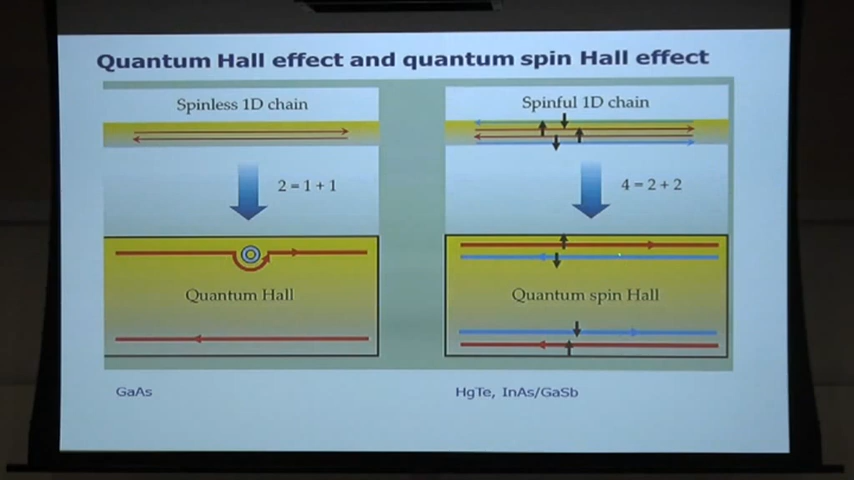 Quantum Hall effect and quantum spin Hall effect
Spinless 1D chain
Spinful 1D chain
2 = 1 + 1
4 = 2 + 2
Quantum Hall
Quantum spin Hall
GaAs
HgTe, InAs/GaSb